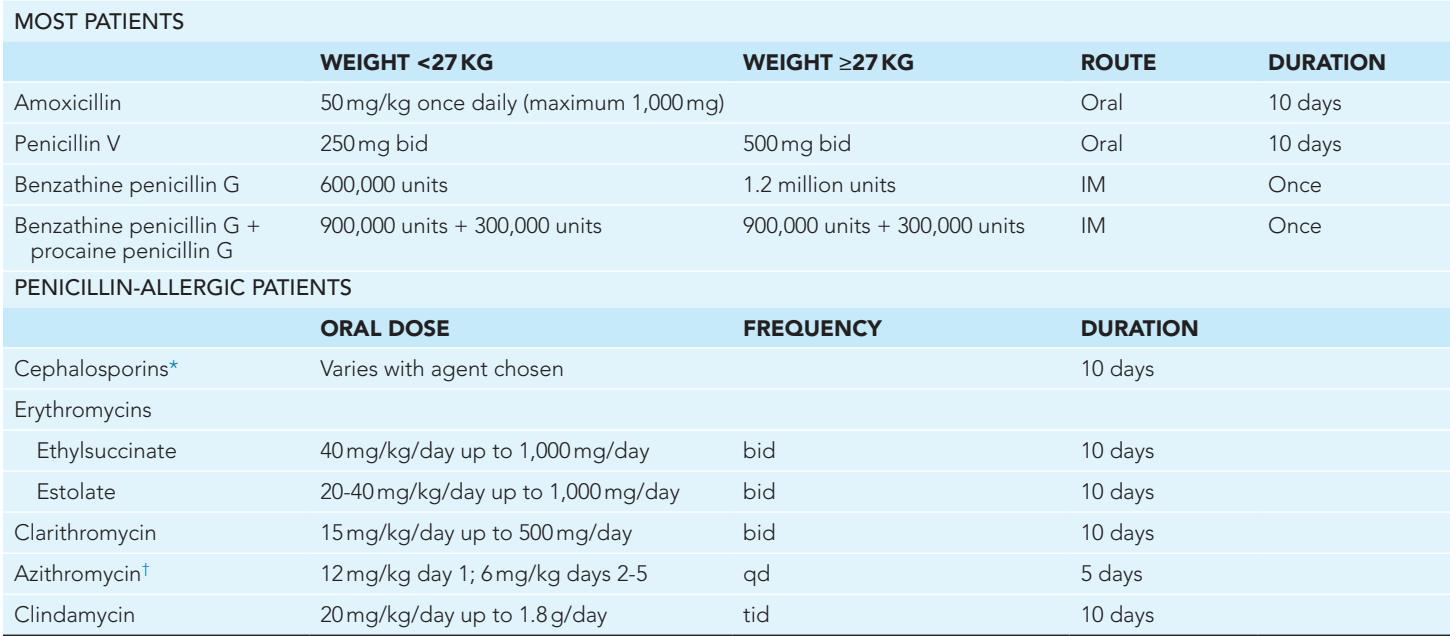 MOST PATIENTS
WEIGHT <27 KG WEIGHT ≥27 KG ROUTE DURATION
Amoxicillin 50 mg/kg once daily (maximum 1,000 mg) Oral 10 days
Penicillin V 250 mg bid 500 mg bid Oral 10 days
Benzathine penicillin G 600,000 units 1.2 million units IM Once
Benzathine penicillin G + 900,000 units + 300,000 units 900,000 units + 300,000 units IM Once
procaine penicillin G
PENICILLIN-ALLERGIC PATIENTS
ORAL DOSE FREQUENCY DURATION
Cephalosporins* Varies with agent chosen 10 days
Erythromycins
Ethylsuccinate 40 mg/kg/day up to 1,000 mg/day bid 10 days
Estolate 20-40 mg/kg/day up to 1,000 mg/day bid 10 days
Clarithromycin 15 mg/kg/day up to 500 mg/day bid 10 days
Azithromycin† 12 mg/kg day 1; 6 mg/kg days 2-5 qd 5 days
Clindamycin 20 mg/kg/day up to 1.8 g/day tid 10 days